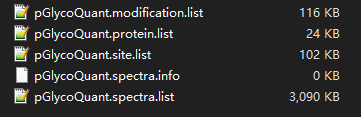 pGlycoQuant.modification.list 116 KB
pGlycoQuant.protein.list 24 KB
pGlycoQuant.site.list 102 KB
pGlycoQuant.spectra.info 0 KB
pGlycoQuant.spectra.list 3,090 KB